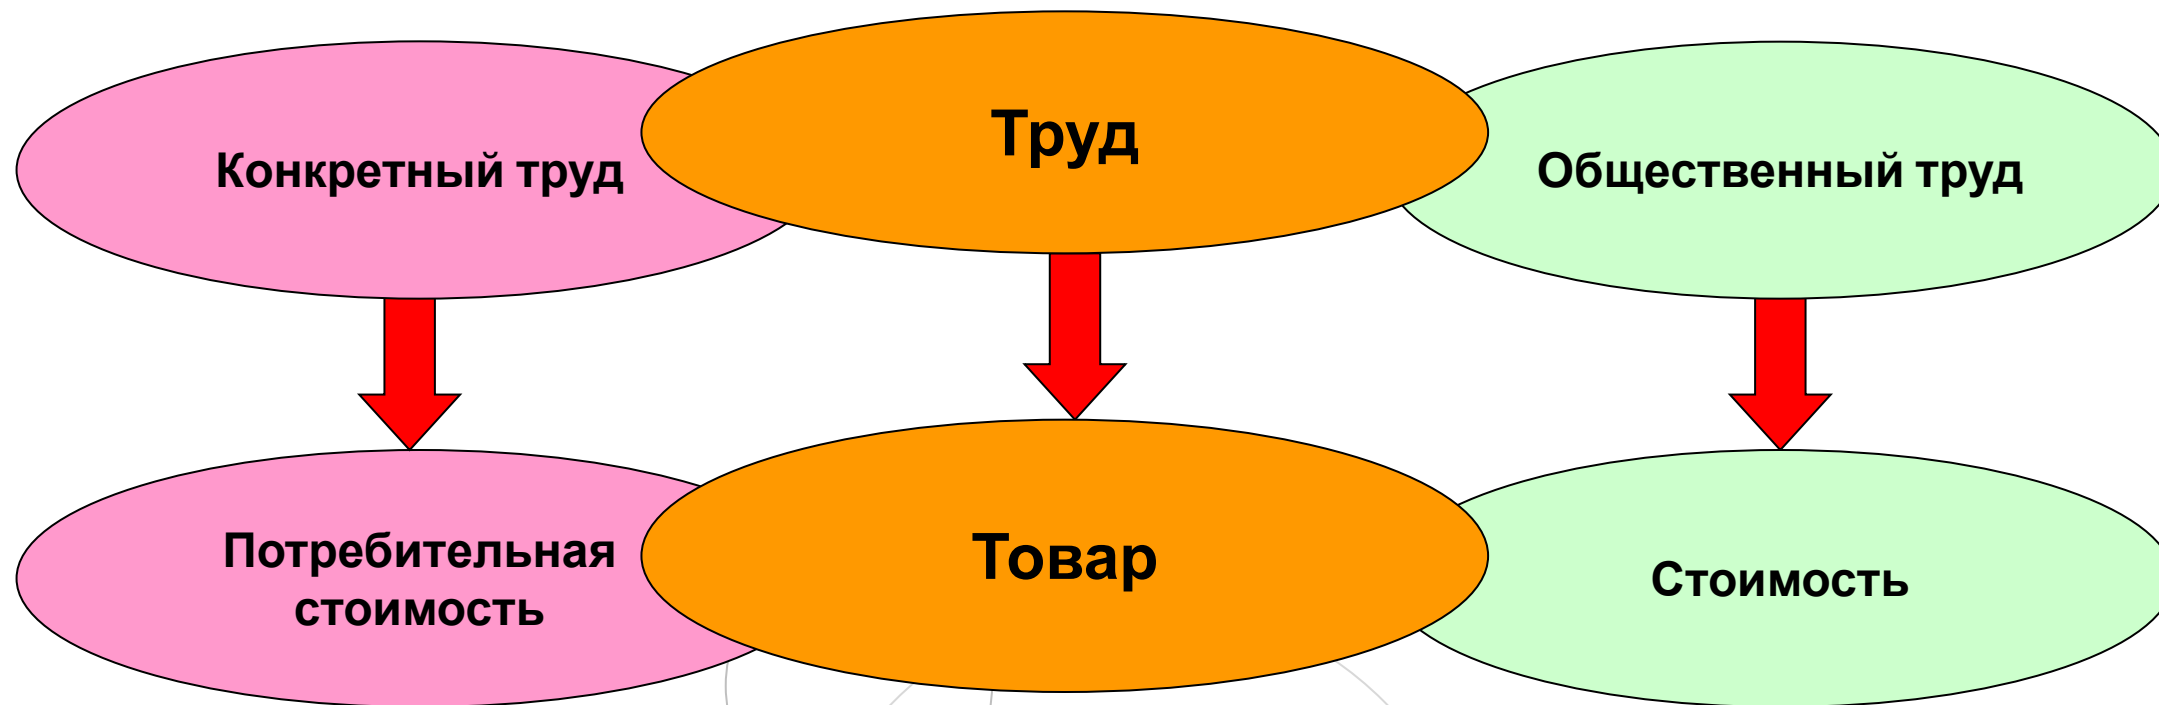 Конкретный труд
Труд
Общественный труд
Потребительная
стоимость
Товар
Стоимость